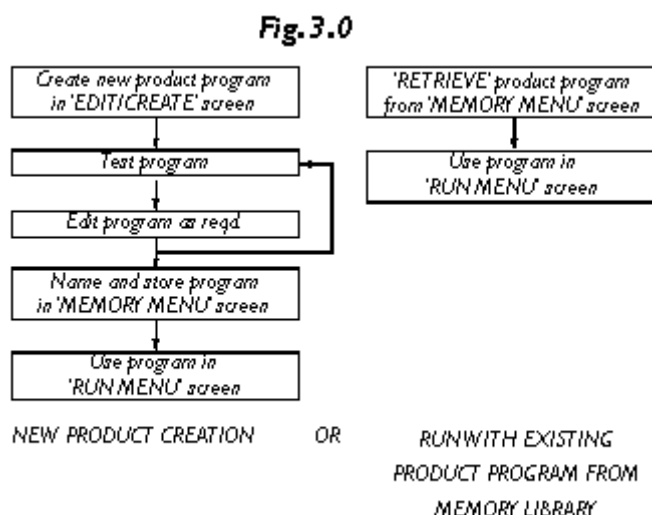 Fig.3.0
Create new product program
in 'EDIT/CREATE' screen
Test program
Edit program as reqd
Name and store program
in 'MEMORY MENU' screen
Use program in
'RUN MENU' screen
NEW PRODUCT CREATION
OR
'RETRIEVE' product program
from 'MEMORY MENU' screen
Use program in
'RUN MENU' screen
RUNWITH EXISTING
PRODUCT PROGRAM FROM
MEMORY LIBRARY